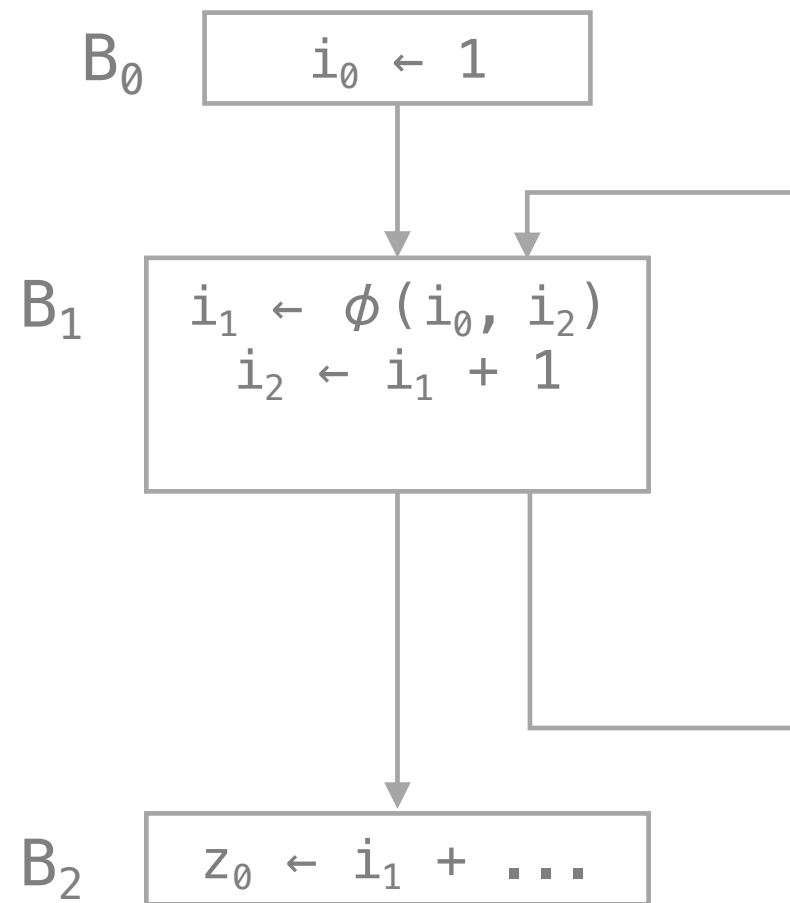 B₀
i₀ ← 1
B₁
i₁ ← ϕ(i₀, i₂)
i₂ ← i₁ + 1
B₂
z₀ ← i₁ + ...